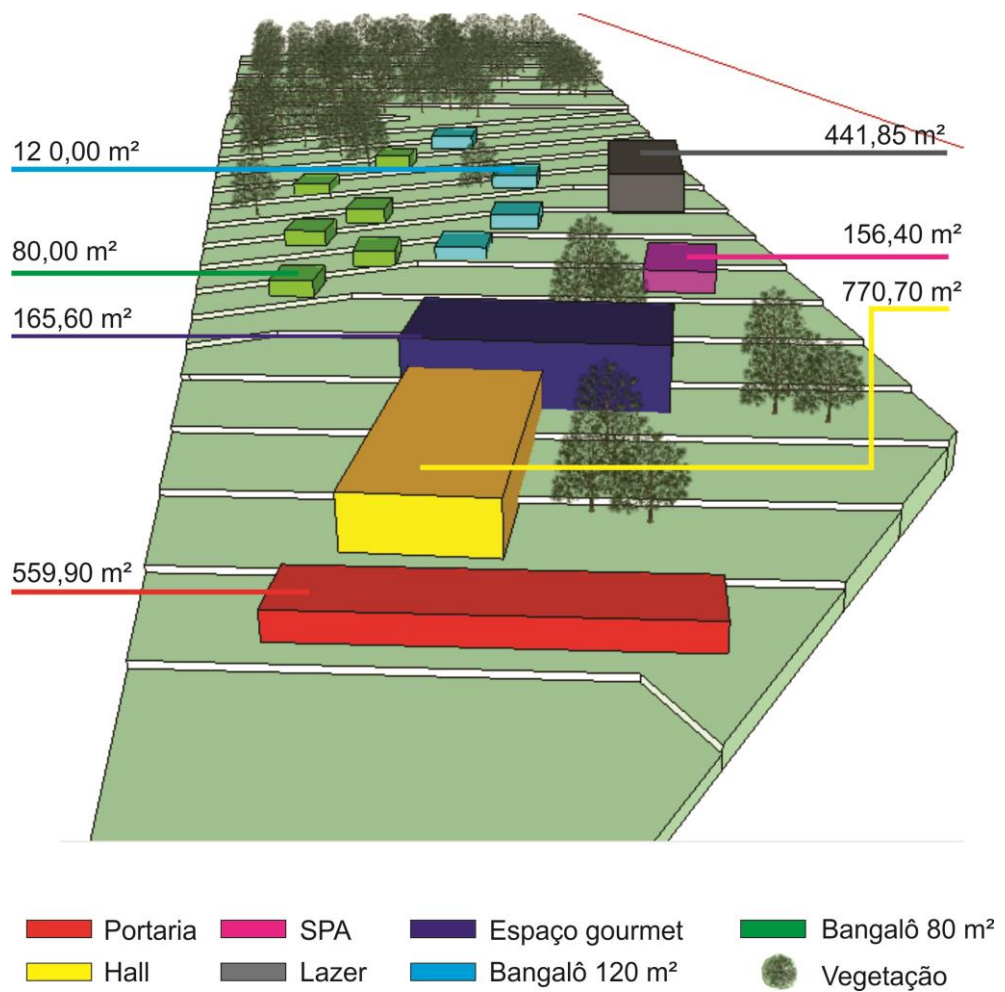 12 0,00 m²
441,85 m²
80,00 m²
156,40 m²
165,60 m²
770,70 m²
559,90 m²
Portaria SPA Espaço gourmet Bangalô 80 m²
Hall Lazer Bangalô 120 m² Vegetação